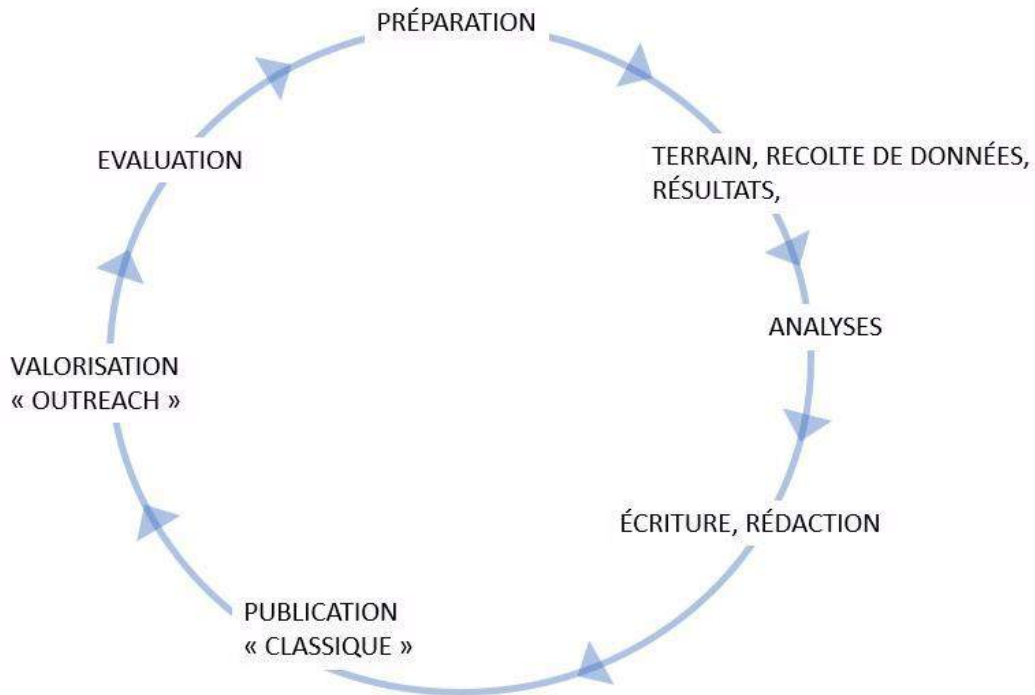 PRÉPARATION
TERRAIN, RECOLTE DE DONNÉES,
RÉSULTATS,
ANALYSES
ÉCRITURE, RÉDACTION
PUBLICATION
« CLASSIQUE »
VALORISATION
« OUTREACH »
EVALUATION